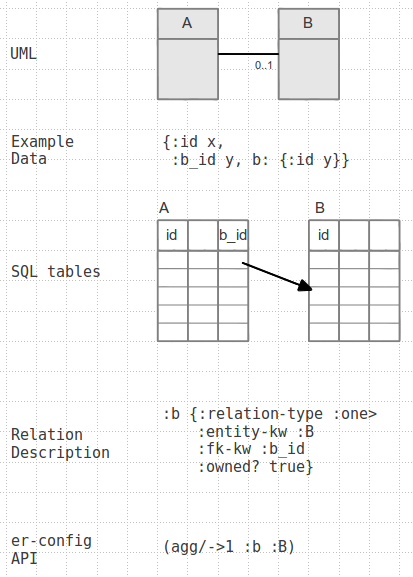 A
B
UML
0..1
Example
Data
{:id x,
:b_id y, b: {:id y}}
A
B
id
b_id
id
SQL tables
Relation
Description
:b {:relation-type :one>
:entity-kw :B
:fk-kw :b_id
:owned? true}
er-config
API
(agg/->1 :b :B)